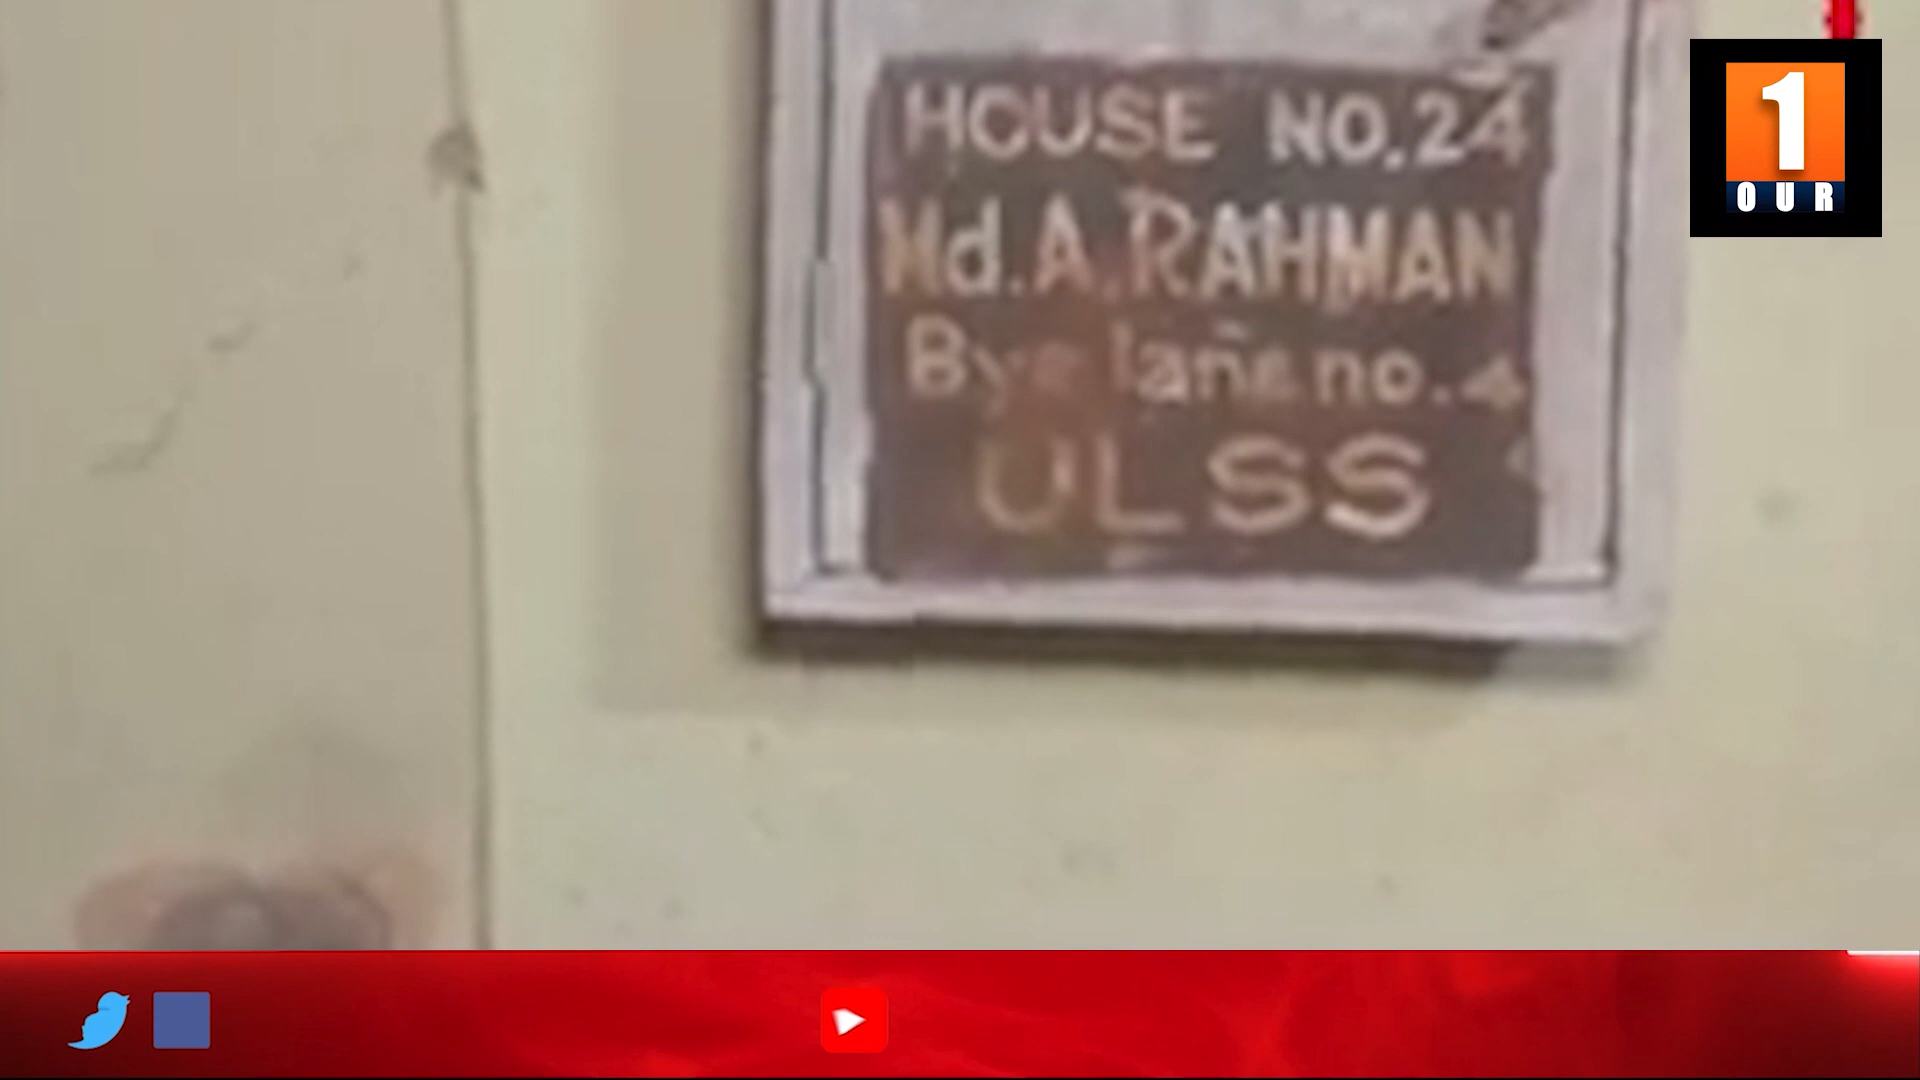 HOUSE NO.24
Md.A.RAHMAN
Bye lane no.4
ULSS
1
OUR